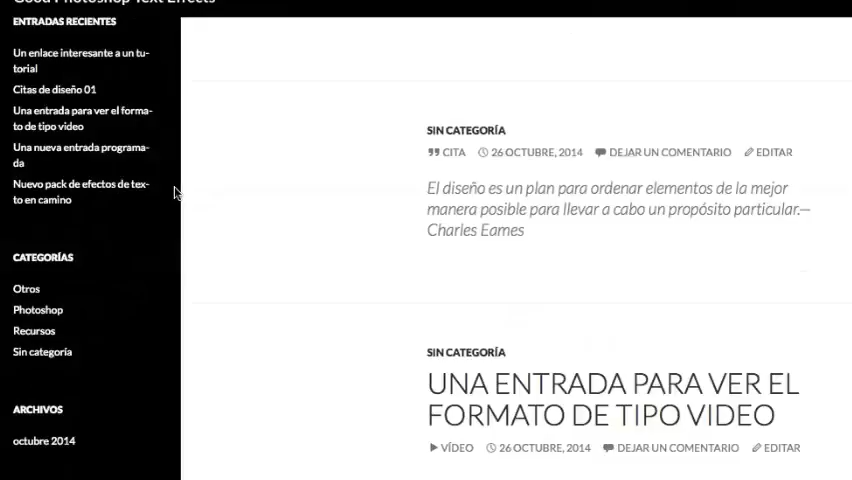 Good Photoshop Text Effects
ENTRADAS RECIENTES
Un enlace interesante a un tu-
torial
Citas de diseño 01
Una entrada para ver el forma-
to de tipo video
Una nueva entrada programa-
da
Nuevo pack de efectos de tex-
to en camino
CATEGORÍAS
Otros
Photoshop
Recursos
Sin categoría
ARCHIVOS
octubre 2014
SIN CATEGORÍA
CITA 26 OCTUBRE, 2014 DEJAR UN COMENTARIO EDITAR
El diseño es un plan para ordenar elementos de la mejor
manera posible para llevar a cabo un propósito particular.—
Charles Eames
SIN CATEGORÍA
UNA ENTRADA PARA VER EL
FORMATO DE TIPO VIDEO
VÍDEO 26 OCTUBRE, 2014 DEJAR UN COMENTARIO EDITAR